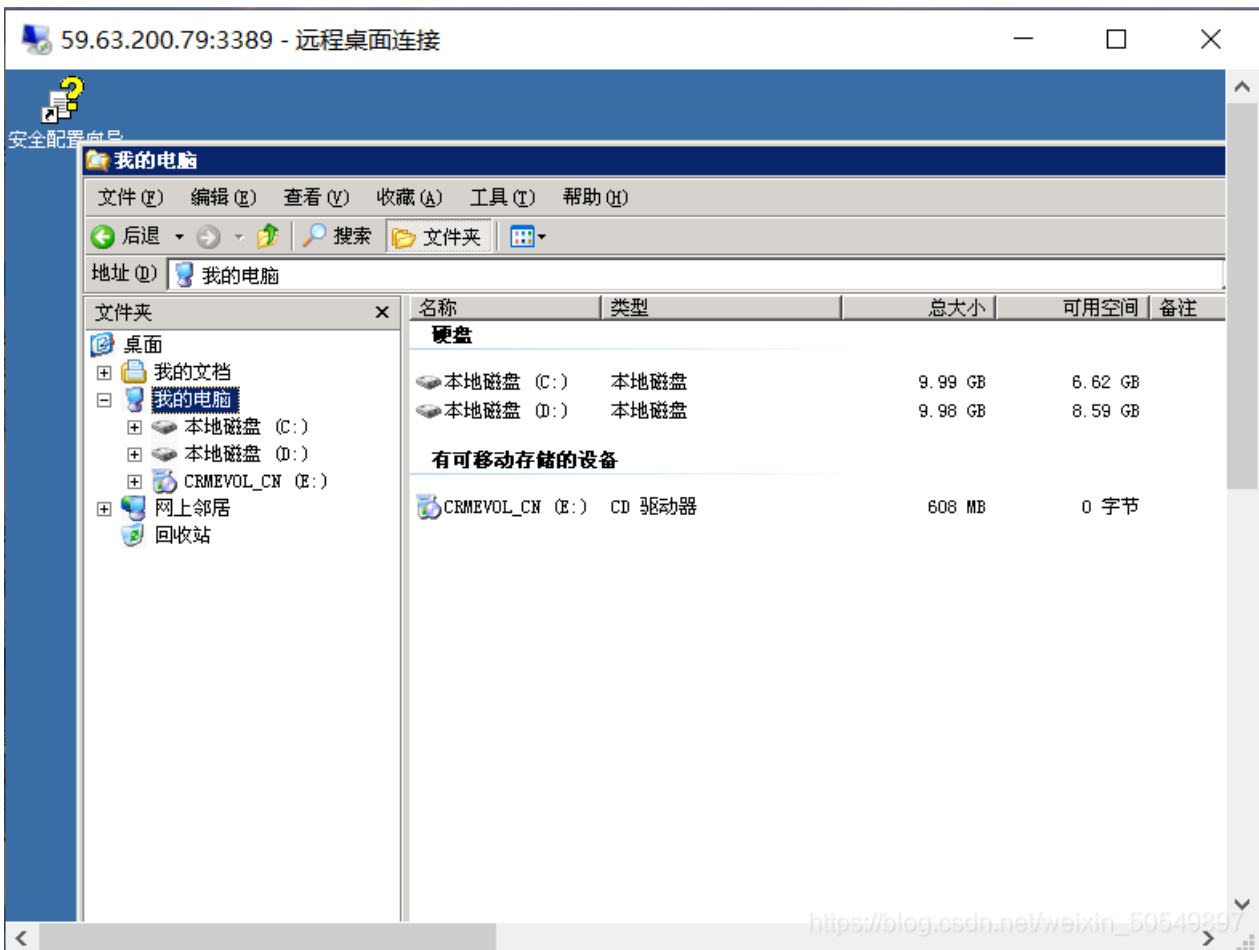 59.63.200.79:3389 - 远程桌面连接
安全配置向导
我的电脑
文件(F) 编辑(E) 查看(V) 收藏(A) 工具(T) 帮助(H)
后退 搜索 文件夹
地址(D) 我的电脑
文件夹 名称 类型 总大小 可用空间 备注
桌面
我的文档
我的电脑
本地磁盘 (C:)
本地磁盘 (D:)
CRMEVOL_CN (E:)
网上邻居
回收站
硬盘
本地磁盘 (C:) 本地磁盘 9.99 GB 6.62 GB
本地磁盘 (D:) 本地磁盘 9.98 GB 8.59 GB
有可移动存储的设备
CRMEVOL_CN (E:) CD 驱动器 608 MB 0 字节
https://blog.csdn.net/weixin_50549897